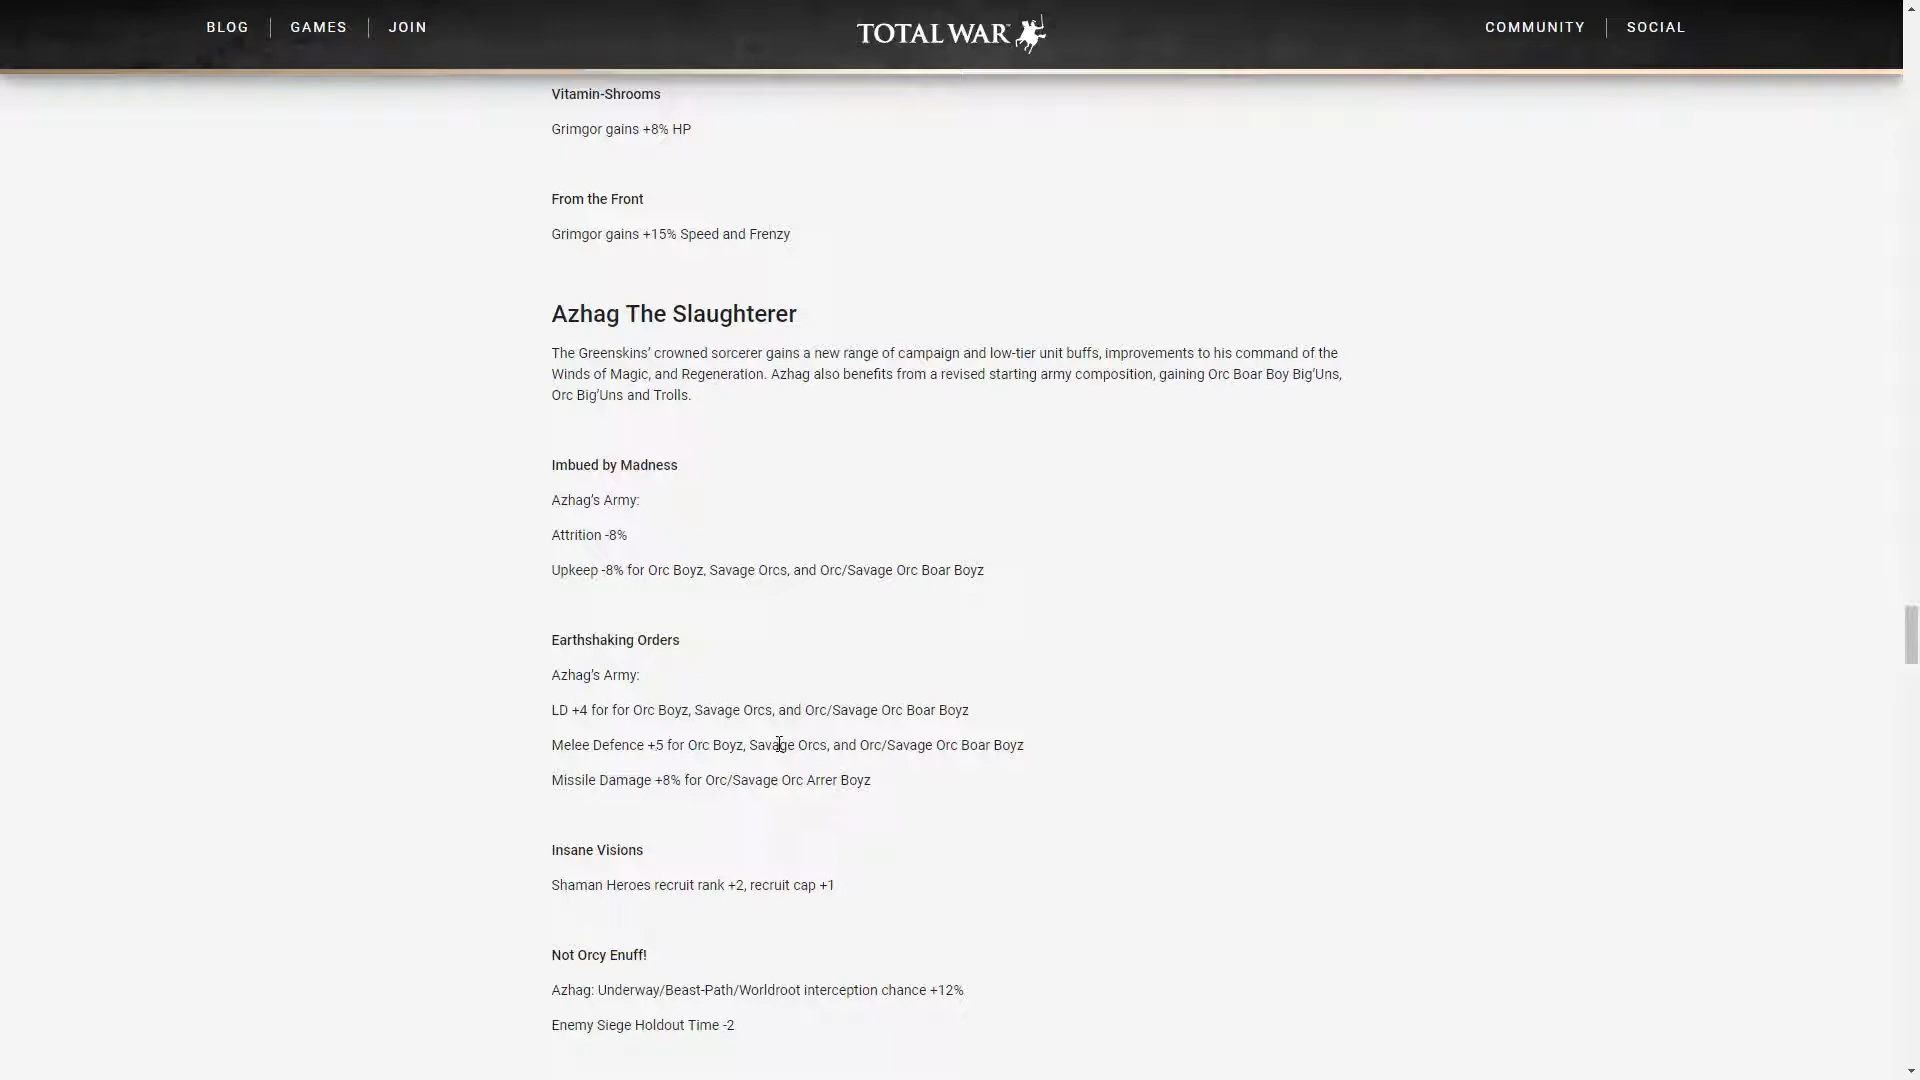 BLOG
GAMES
JOIN
TOTAL WAR
COMMUNITY
SOCIAL
Vitamin-Shrooms
Grimgor gains +8% HP
From the Front
Grimgor gains +15% Speed and Frenzy
Azhag The Slaughterer
The Greenskins’ crowned sorcerer gains a new range of campaign and low-tier unit buffs, improvements to his command of the
Winds of Magic, and Regeneration. Azhag also benefits from a revised starting army composition, gaining Orc Boar Boy Big’Uns,
Orc Big’Uns and Trolls.
Imbued by Madness
Azhag’s Army:
Attrition -8%
Upkeep -8% for Orc Boyz, Savage Orcs, and Orc/Savage Orc Boar Boyz
Earthshaking Orders
Azhag’s Army:
LD +4 for for Orc Boyz, Savage Orcs, and Orc/Savage Orc Boar Boyz
Melee Defence +5 for Orc Boyz, Savage Orcs, and Orc/Savage Orc Boar Boyz
Missile Damage +8% for Orc/Savage Orc Arrer Boyz
Insane Visions
Shaman Heroes recruit rank +2, recruit cap +1
Not Orcy Enuff!
Azhag: Underway/Beast-Path/Worldroot interception chance +12%
Enemy Siege Holdout Time -2